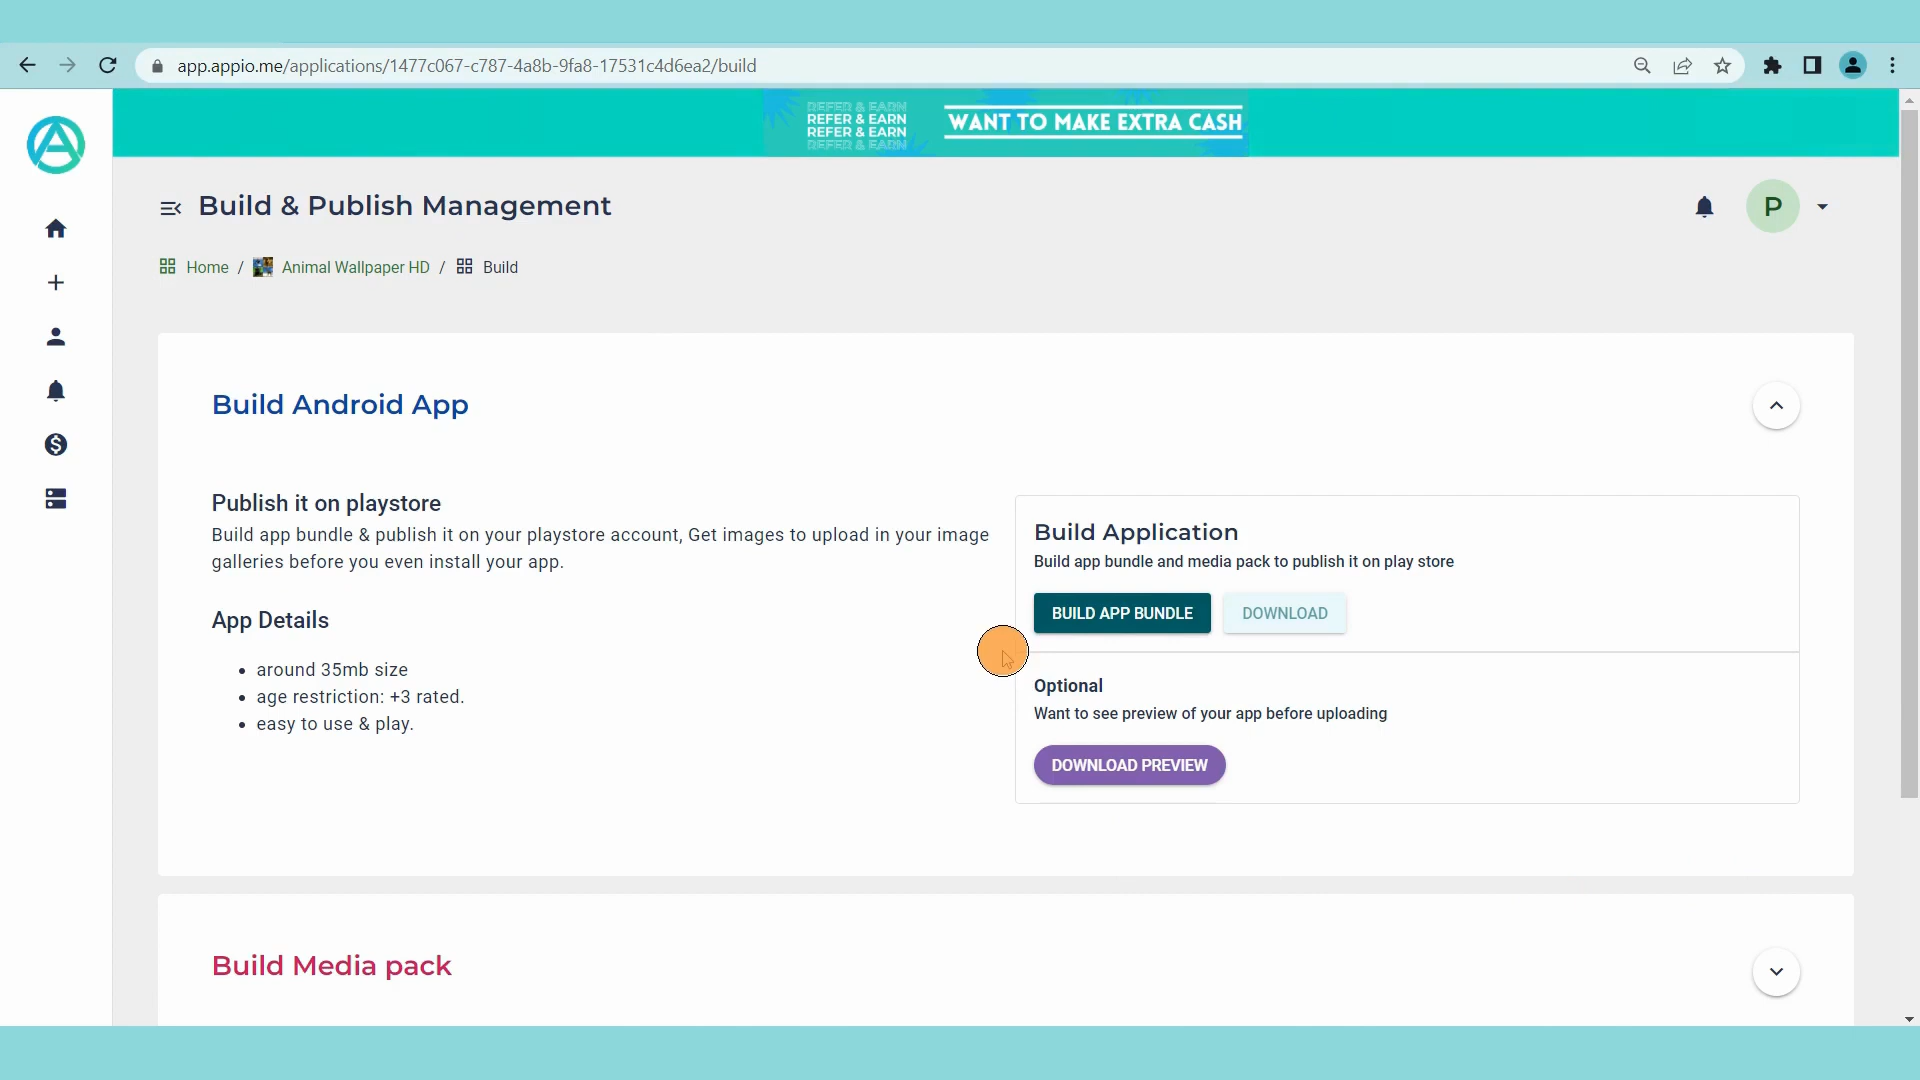 app.appio.me/applications/1477c067-c787-4a8b-9fa8-17531c4d6ea2/build
REFER & EARN
REFER & EARN
REFER & EARN
REFER & EARN
WANT TO MAKE EXTRA CASH
Build & Publish Management
P
Home / Animal Wallpaper HD / Build
Build Android App
Publish it on playstore
Build app bundle & publish it on your playstore account, Get images to upload in your image
galleries before you even install your app.
App Details
around 35mb size
age restriction: +3 rated.
easy to use & play.
Build Application
Build app bundle and media pack to publish it on play store
BUILD APP BUNDLE DOWNLOAD
Optional
Want to see preview of your app before uploading
DOWNLOAD PREVIEW
Build Media pack